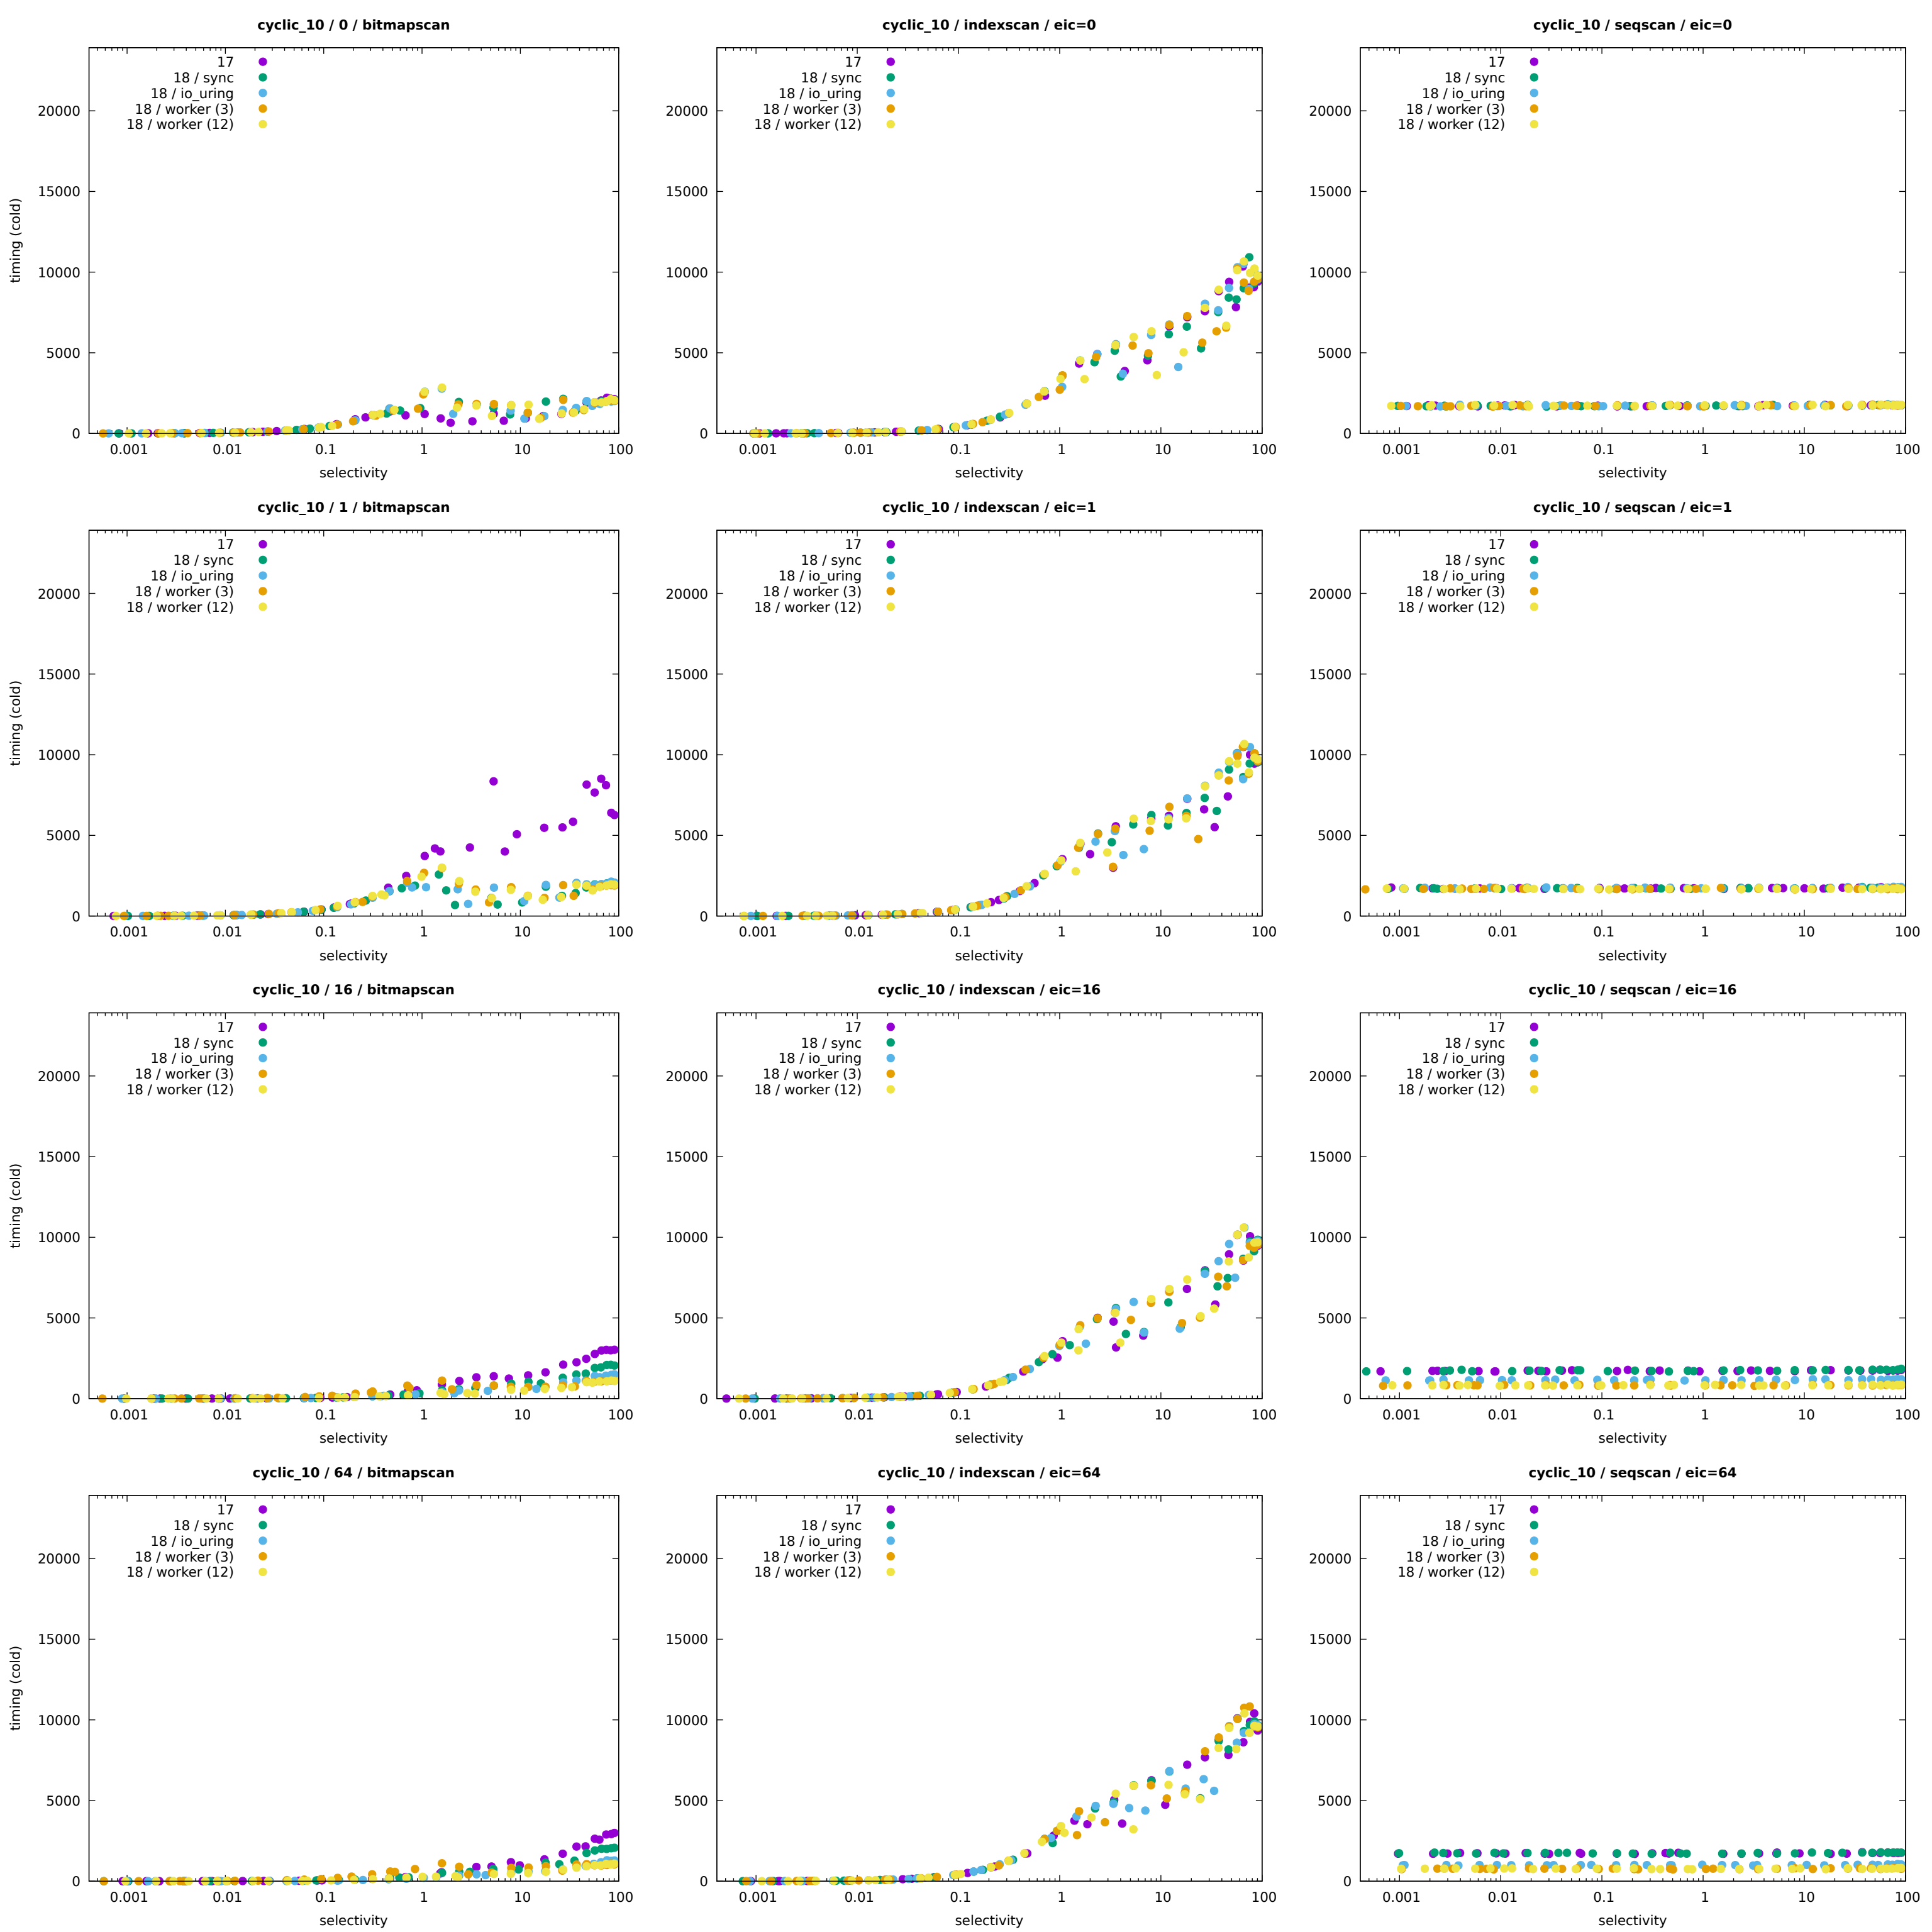 cyclic_10 / 0 / bitmapscan
timing (cold)
17
18 / sync
18 / io_uring
18 / worker (3)
18 / worker (12)
20000
15000
10000
5000
0
0.001 0.01 0.1 1 10 100
selectivity
cyclic_10 / indexscan / eic=0
17
18 / sync
18 / io_uring
18 / worker (3)
18 / worker (12)
20000
15000
10000
5000
0
0.001 0.01 0.1 1 10 100
selectivity
cyclic_10 / seqscan / eic=0
17
18 / sync
18 / io_uring
18 / worker (3)
18 / worker (12)
20000
15000
10000
5000
0
0.001 0.01 0.1 1 10 100
selectivity
cyclic_10 / 1 / bitmapscan
timing (cold)
17
18 / sync
18 / io_uring
18 / worker (3)
18 / worker (12)
20000
15000
10000
5000
0
0.001 0.01 0.1 1 10 100
selectivity
cyclic_10 / indexscan / eic=1
17
18 / sync
18 / io_uring
18 / worker (3)
18 / worker (12)
20000
15000
10000
5000
0
0.001 0.01 0.1 1 10 100
selectivity
cyclic_10 / seqscan / eic=1
17
18 / sync
18 / io_uring
18 / worker (3)
18 / worker (12)
20000
15000
10000
5000
0
0.001 0.01 0.1 1 10 100
selectivity
cyclic_10 / 16 / bitmapscan
timing (cold)
17
18 / sync
18 / io_uring
18 / worker (3)
18 / worker (12)
20000
15000
10000
5000
0
0.001 0.01 0.1 1 10 100
selectivity
cyclic_10 / indexscan / eic=16
17
18 / sync
18 / io_uring
18 / worker (3)
18 / worker (12)
20000
15000
10000
5000
0
0.001 0.01 0.1 1 10 100
selectivity
cyclic_10 / seqscan / eic=16
17
18 / sync
18 / io_uring
18 / worker (3)
18 / worker (12)
20000
15000
10000
5000
0
0.001 0.01 0.1 1 10 100
selectivity
cyclic_10 / 64 / bitmapscan
timing (cold)
17
18 / sync
18 / io_uring
18 / worker (3)
18 / worker (12)
20000
15000
10000
5000
0
0.001 0.01 0.1 1 10 100
selectivity
cyclic_10 / indexscan / eic=64
17
18 / sync
18 / io_uring
18 / worker (3)
18 / worker (12)
20000
15000
10000
5000
0
0.001 0.01 0.1 1 10 100
selectivity
cyclic_10 / seqscan / eic=64
17
18 / sync
18 / io_uring
18 / worker (3)
18 / worker (12)
20000
15000
10000
5000
0
0.001 0.01 0.1 1 10 100
selectivity